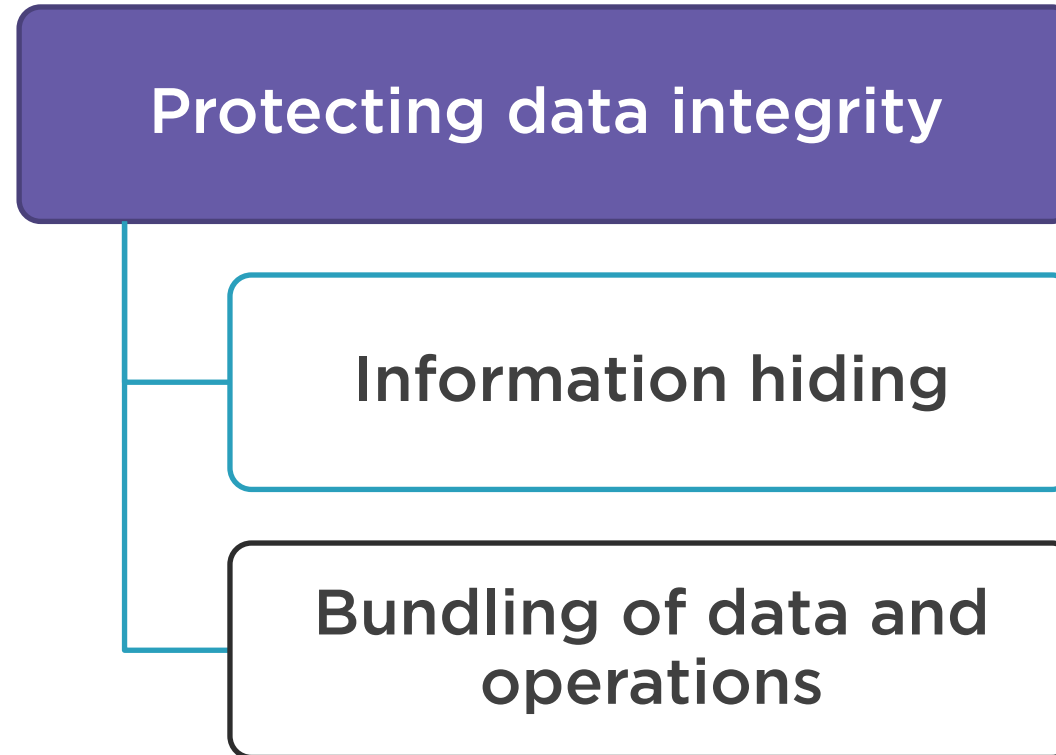 Protecting data integrity
Information hiding
Bundling of data and
operations